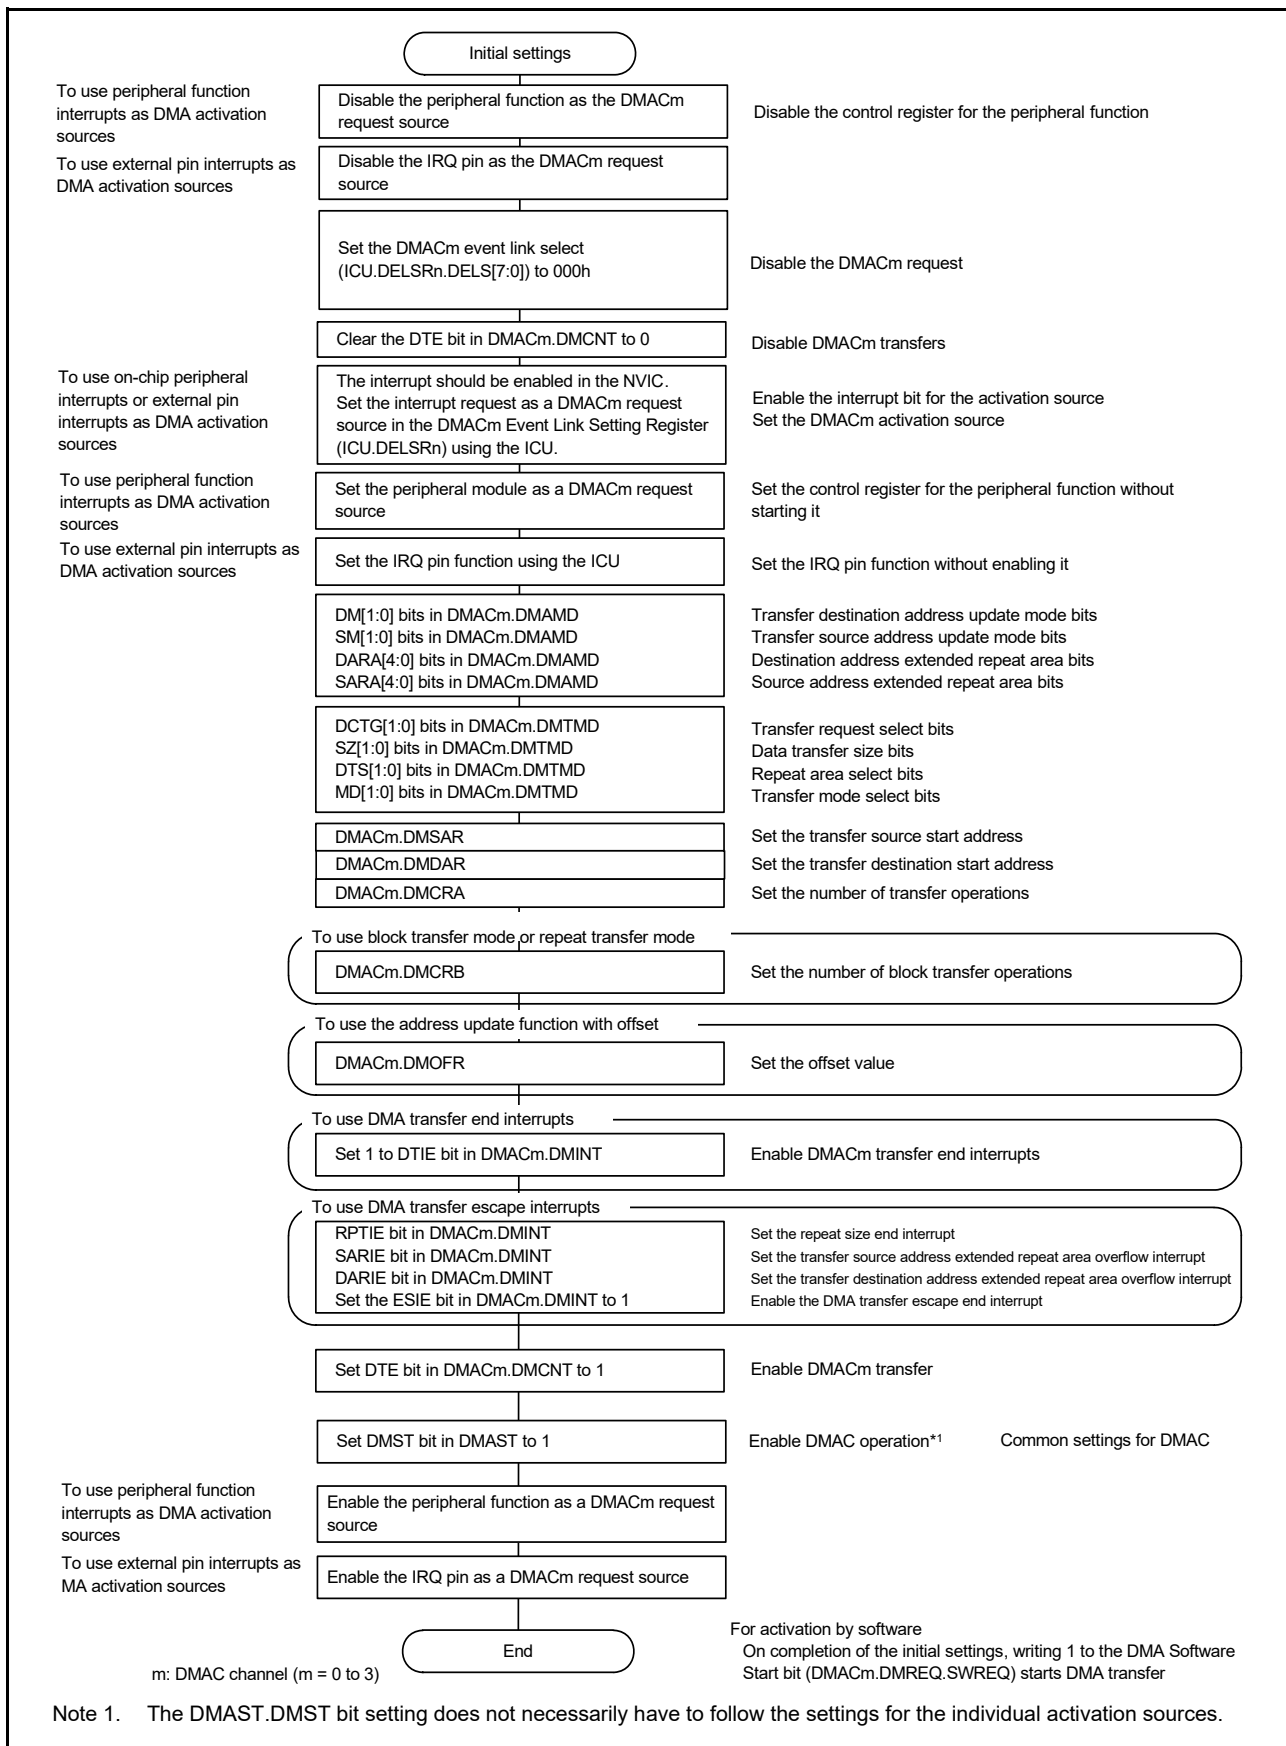 Initial settings
To use peripheral function
interrupts as DMA activation
sources
Disable the peripheral function as the DMACm
request source
Disable the control register for the peripheral function
To use external pin interrupts as
DMA activation sources
Disable the IRQ pin as the DMACm request
source
Set the DMACm event link select
(ICU.DELSRn.DELS[7:0]) to 000h
Disable the DMACm request
Clear the DTE bit in DMACm.DMCNT to 0
Disable DMACm transfers
To use on-chip peripheral
interrupts or external pin
interrupts as DMA activation
sources
The interrupt should be enabled in the NVIC.
Set the interrupt request as a DMACm request
source in the DMACm Event Link Setting Register
(ICU.DELSRn) using the ICU.
Enable the interrupt bit for the activation source
Set the DMACm activation source
To use peripheral function
interrupts as DMA activation
sources
Set the peripheral module as a DMACm request
source
Set the control register for the peripheral function without
starting it
To use external pin interrupts as
DMA activation sources
Set the IRQ pin function using the ICU
Set the IRQ pin function without enabling it
DM[1:0] bits in DMACm.DMAMD
Transfer destination address update mode bits
SM[1:0] bits in DMACm.DMAMD
Transfer source address update mode bits
DARA[4:0] bits in DMACm.DMAMD
Destination address extended repeat area bits
SARA[4:0] bits in DMACm.DMAMD
Source address extended repeat area bits
DCTG[1:0] bits in DMACm.DMTMD
Transfer request select bits
SZ[1:0] bits in DMACm.DMTMD
Data transfer size bits
DTS[1:0] bits in DMACm.DMTMD
Repeat area select bits
MD[1:0] bits in DMACm.DMTMD
Transfer mode select bits
DMACm.DMSAR
Set the transfer source start address
DMACm.DMDAR
Set the transfer destination start address
DMACm.DMCRA
Set the number of transfer operations
To use block transfer mode or repeat transfer mode
DMACm.DMCRB
Set the number of block transfer operations
To use the address update function with offset
DMACm.DMOFR
Set the offset value
To use DMA transfer end interrupts
Set 1 to DTIE bit in DMACm.DMINT
Enable DMACm transfer end interrupts
To use DMA transfer escape interrupts
RPTIE bit in DMACm.DMINT
Set the repeat size end interrupt
SARIE bit in DMACm.DMINT
Set the transfer source address extended repeat area overflow interrupt
DARIE bit in DMACm.DMINT
Set the transfer destination address extended repeat area overflow interrupt
Set the ESIE bit in DMACm.DMINT to 1
Enable the DMA transfer escape end interrupt
Set DTE bit in DMACm.DMCNT to 1
Enable DMACm transfer
Set DMST bit in DMAST to 1
Enable DMAC operation*1
Common settings for DMAC
To use peripheral function
interrupts as DMA activation
sources
Enable the peripheral function as a DMACm request
source
To use external pin interrupts as
MA activation sources
Enable the IRQ pin as a DMACm request source
End
For activation by software
On completion of the initial settings, writing 1 to the DMA Software
Start bit (DMACm.DMREQ.SWREQ) starts DMA transfer
m: DMAC channel (m = 0 to 3)
Note 1. The DMAST.DMST bit setting does not necessarily have to follow the settings for the individual activation sources.